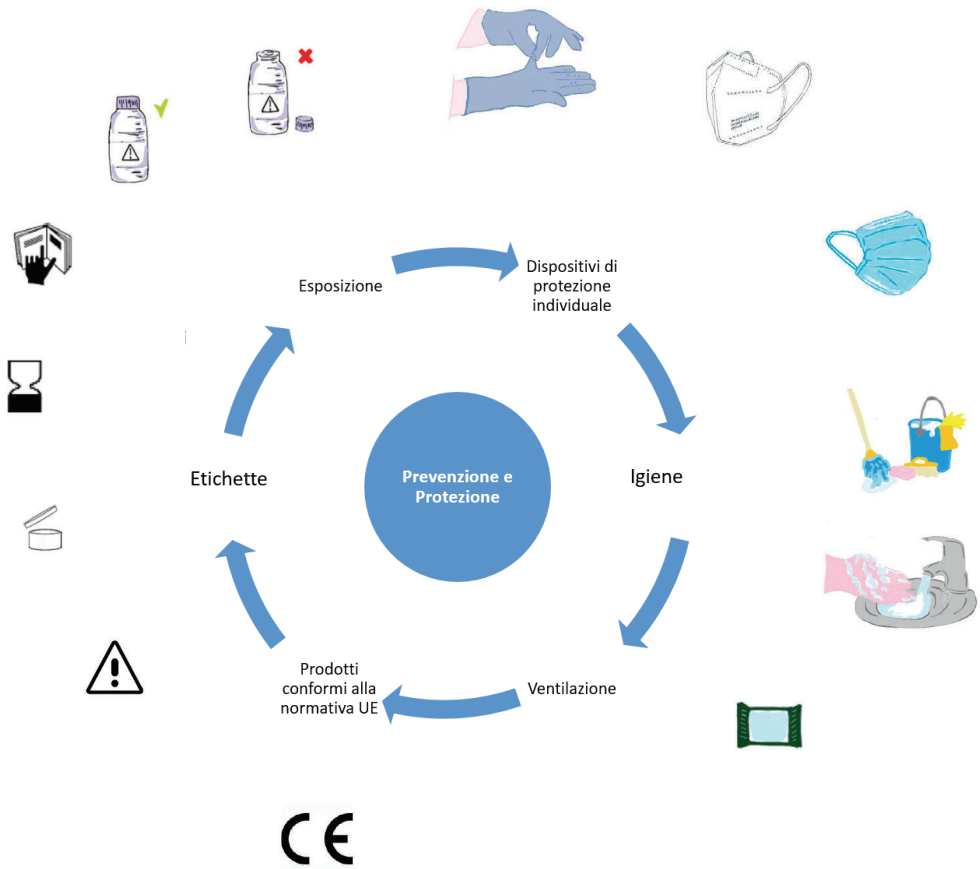 Esposizione
Dispositivi di
protezione
individuale
Etichette
Prevenzione e
Protezione
Igiene
Prodotti
conformi alla
normativa UE
Ventilazione
CE